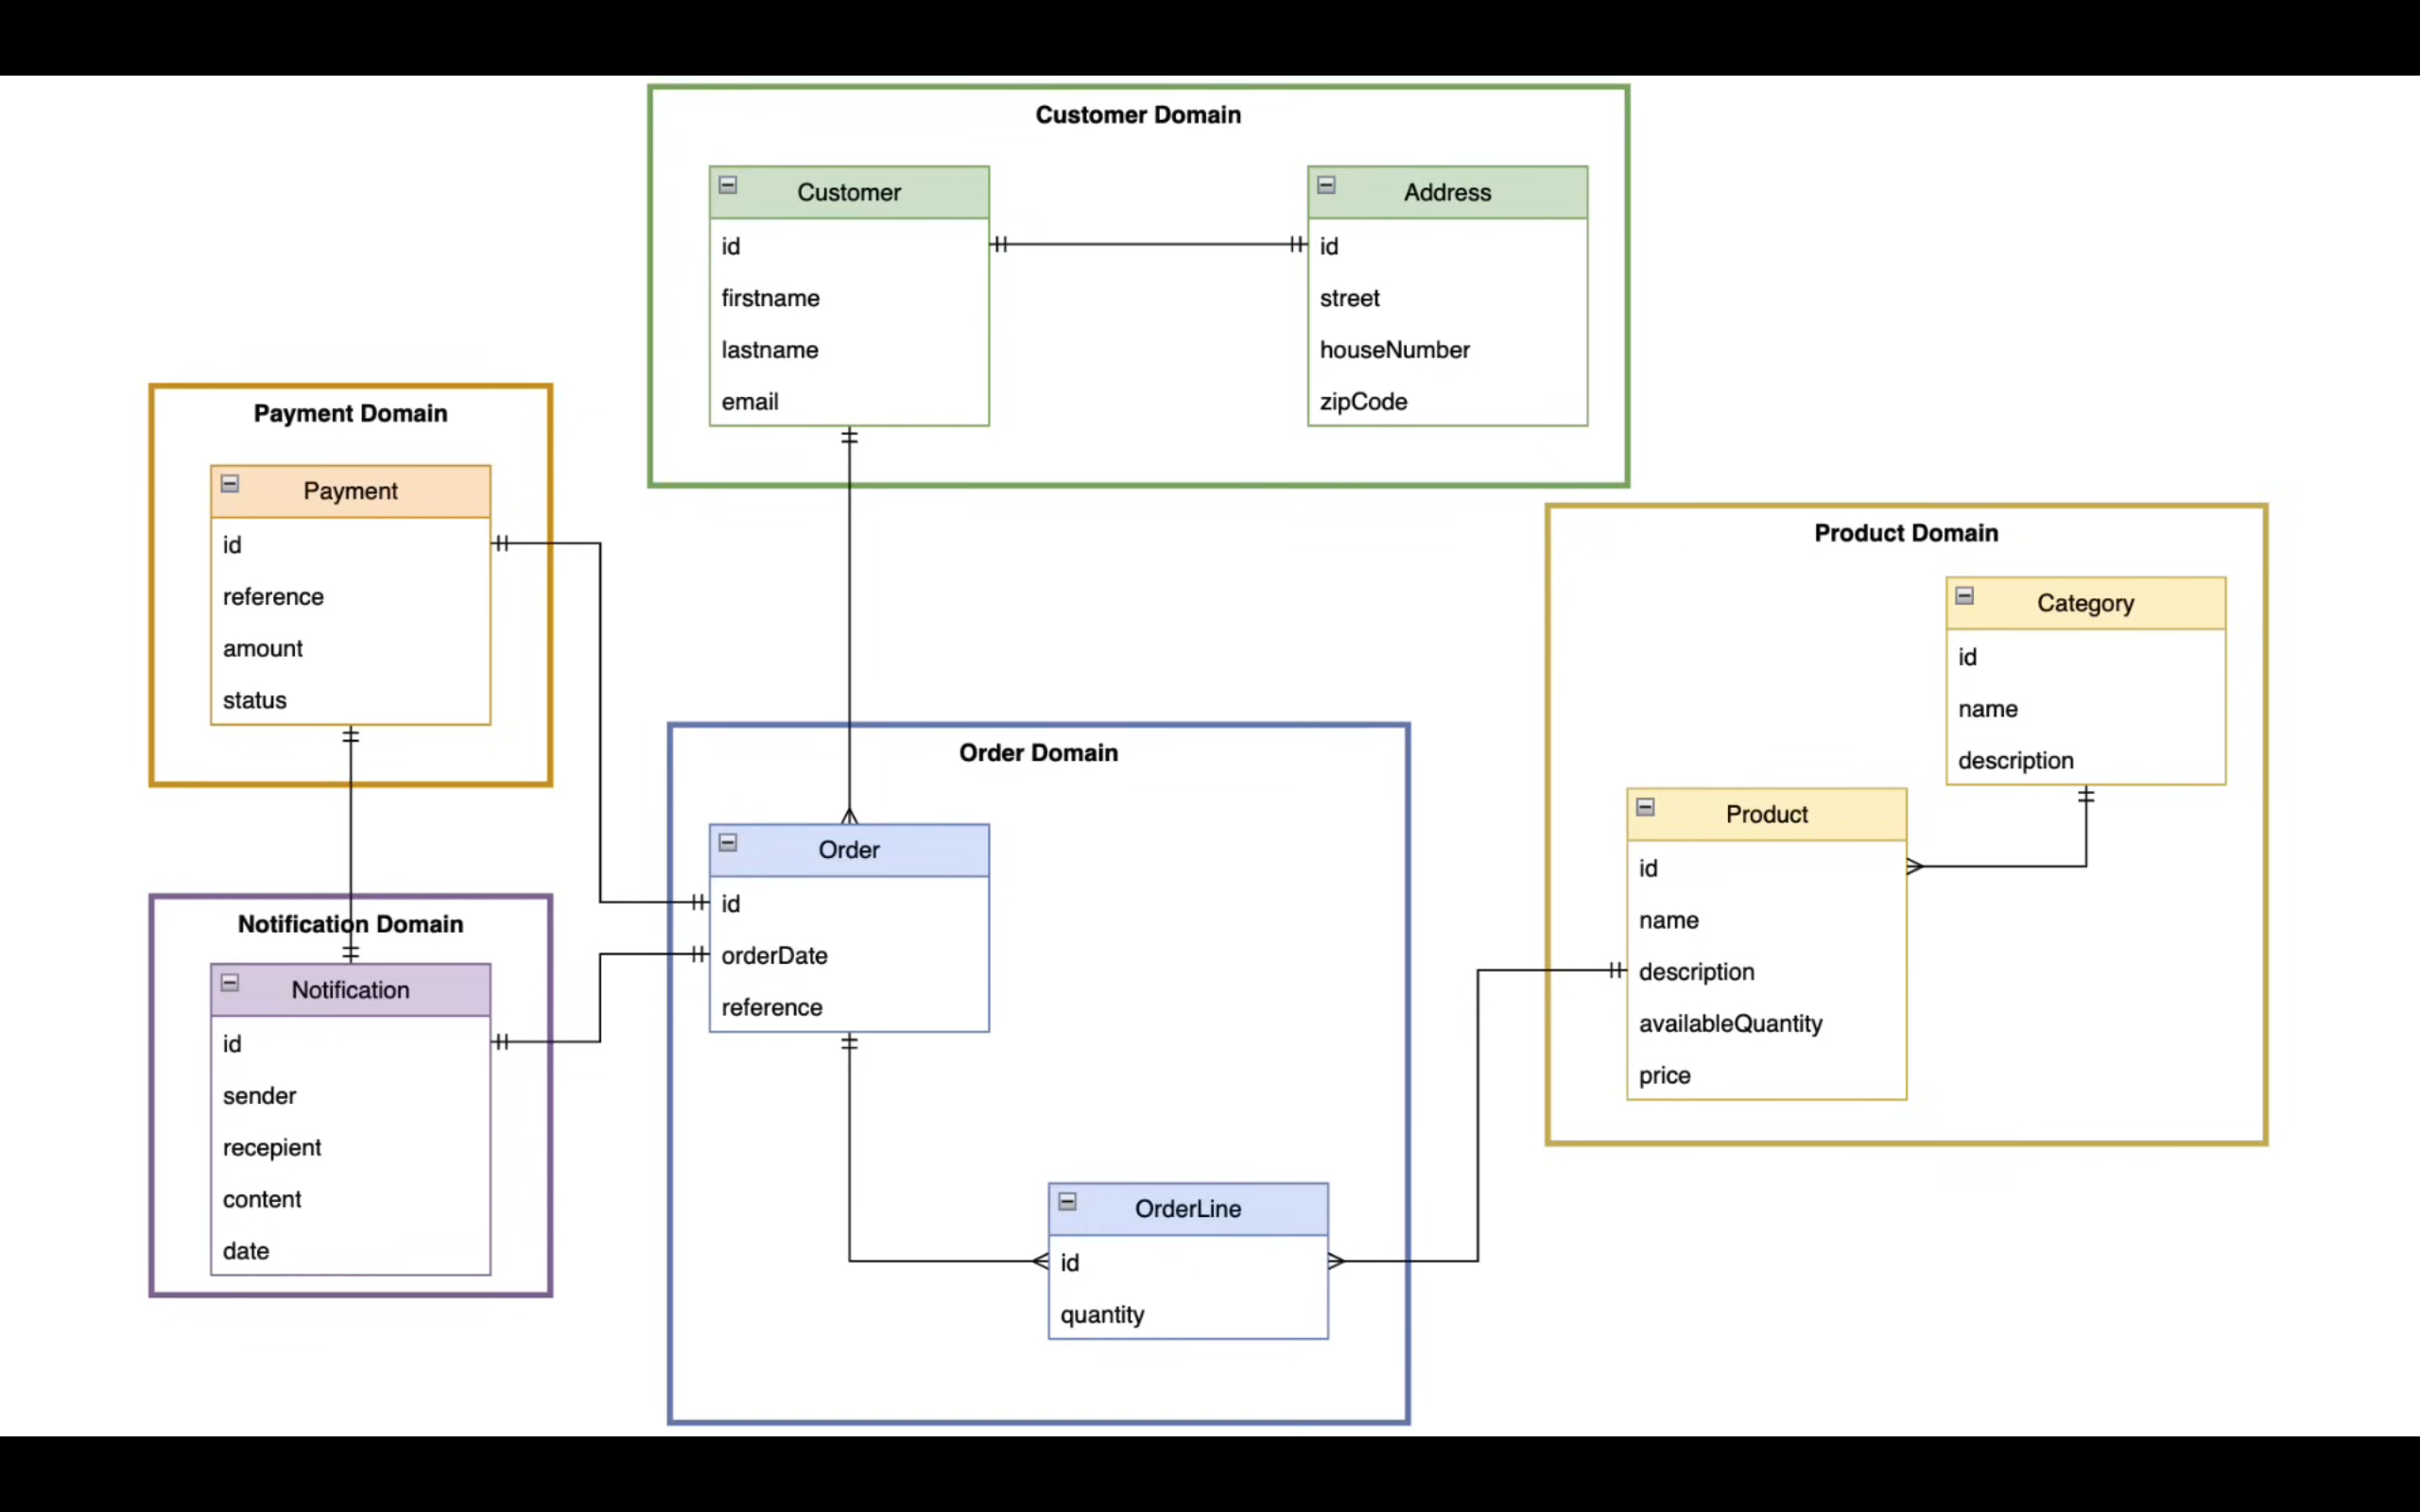 Customer Domain
Customer
id
firstname
lastname
email
Address
id
street
houseNumber
zipCode
Payment Domain
Payment
id
reference
amount
status
Notification Domain
Notification
id
sender
recepient
content
date
Order Domain
Order
id
orderDate
reference
OrderLine
id
quantity
Product Domain
Category
id
name
description
Product
id
name
description
availableQuantity
price